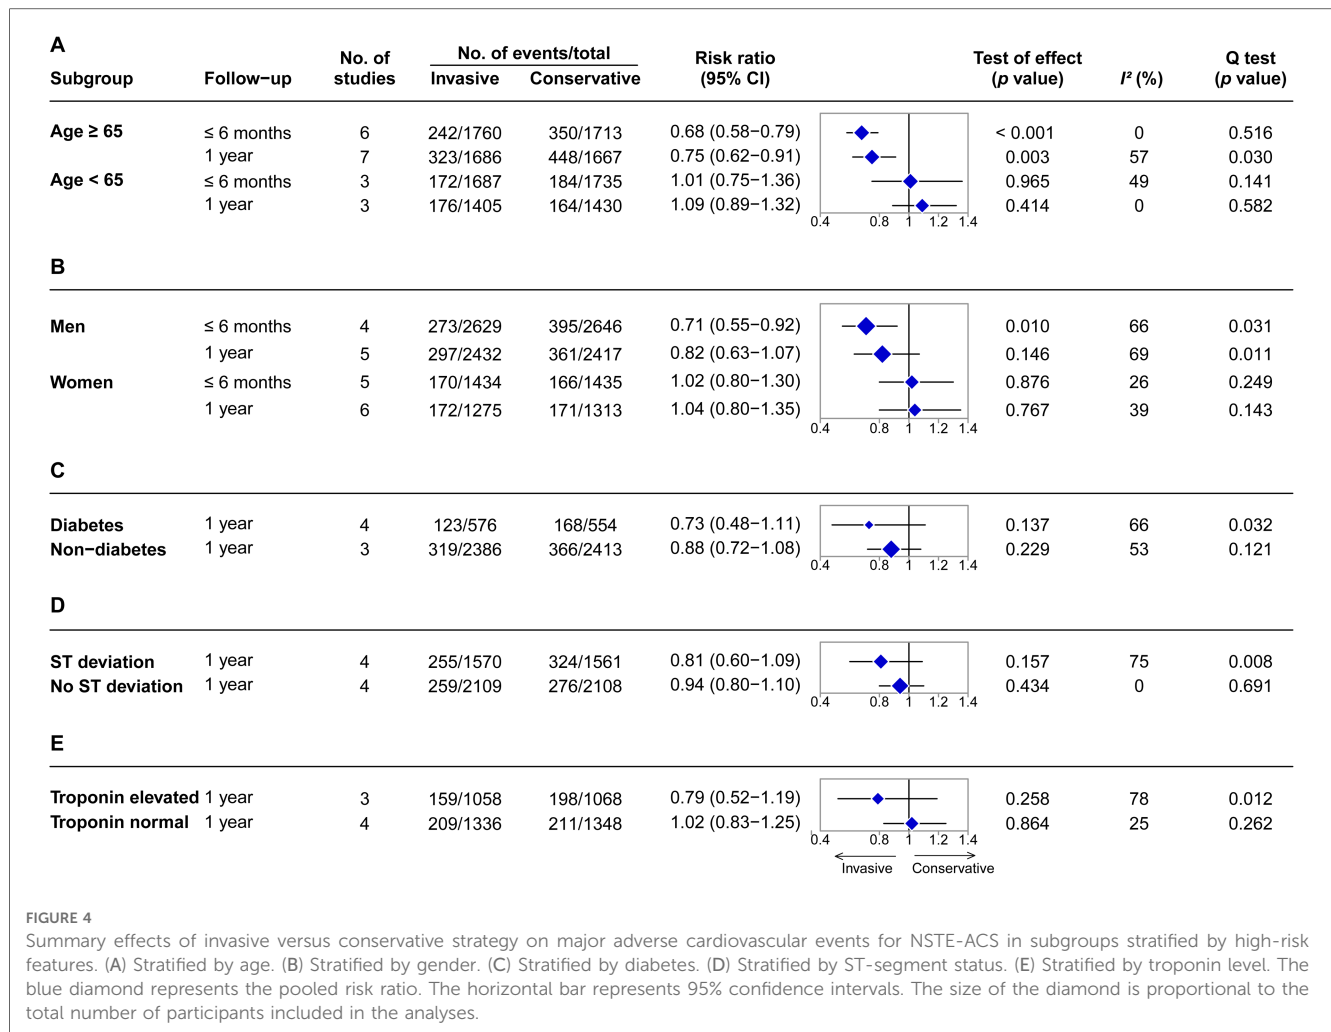 A
No. of No. of events/total Risk ratio Test of effect Q test
Subgroup Follow−up studies Invasive Conservative (95% CI) (p value) I² (%) (p value)
Age ≥ 65 ≤ 6 months 6 242/1760 350/1713 0.68 (0.58−0.79) < 0.001 0 0.516
1 year 7 323/1686 448/1667 0.75 (0.62−0.91) 0.003 57 0.030
Age < 65 ≤ 6 months 3 172/1687 184/1735 1.01 (0.75−1.36) 0.965 49 0.141
1 year 3 176/1405 164/1430 1.09 (0.89−1.32) 0.414 0 0.582
0.4 0.8 1 1.2 1.4
B
Men ≤ 6 months 4 273/2629 395/2646 0.71 (0.55−0.92) 0.010 66 0.031
1 year 5 297/2432 361/2417 0.82 (0.63−1.07) 0.146 69 0.011
Women ≤ 6 months 5 170/1434 166/1435 1.02 (0.80−1.30) 0.876 26 0.249
1 year 6 172/1275 171/1313 1.04 (0.80−1.35) 0.767 39 0.143
0.4 0.8 1 1.2 1.4
C
Diabetes 1 year 4 123/576 168/554 0.73 (0.48−1.11) 0.137 66 0.032
Non−diabetes 1 year 3 319/2386 366/2413 0.88 (0.72−1.08) 0.229 53 0.121
0.4 0.8 1 1.2 1.4
D
ST deviation 1 year 4 255/1570 324/1561 0.81 (0.60−1.09) 0.157 75 0.008
No ST deviation 1 year 4 259/2109 276/2108 0.94 (0.80−1.10) 0.434 0 0.691
0.4 0.8 1 1.2 1.4
E
Troponin elevated 1 year 3 159/1058 198/1068 0.79 (0.52−1.19) 0.258 78 0.012
Troponin normal 1 year 4 209/1336 211/1348 1.02 (0.83−1.25) 0.864 25 0.262
0.4 0.8 1 1.2 1.4
Invasive Conservative
FIGURE 4
Summary effects of invasive versus conservative strategy on major adverse cardiovascular events for NSTE-ACS in subgroups stratified by high-risk
features. (A) Stratified by age. (B) Stratified by gender. (C) Stratified by diabetes. (D) Stratified by ST-segment status. (E) Stratified by troponin level. The
blue diamond represents the pooled risk ratio. The horizontal bar represents 95% confidence intervals. The size of the diamond is proportional to the
total number of participants included in the analyses.